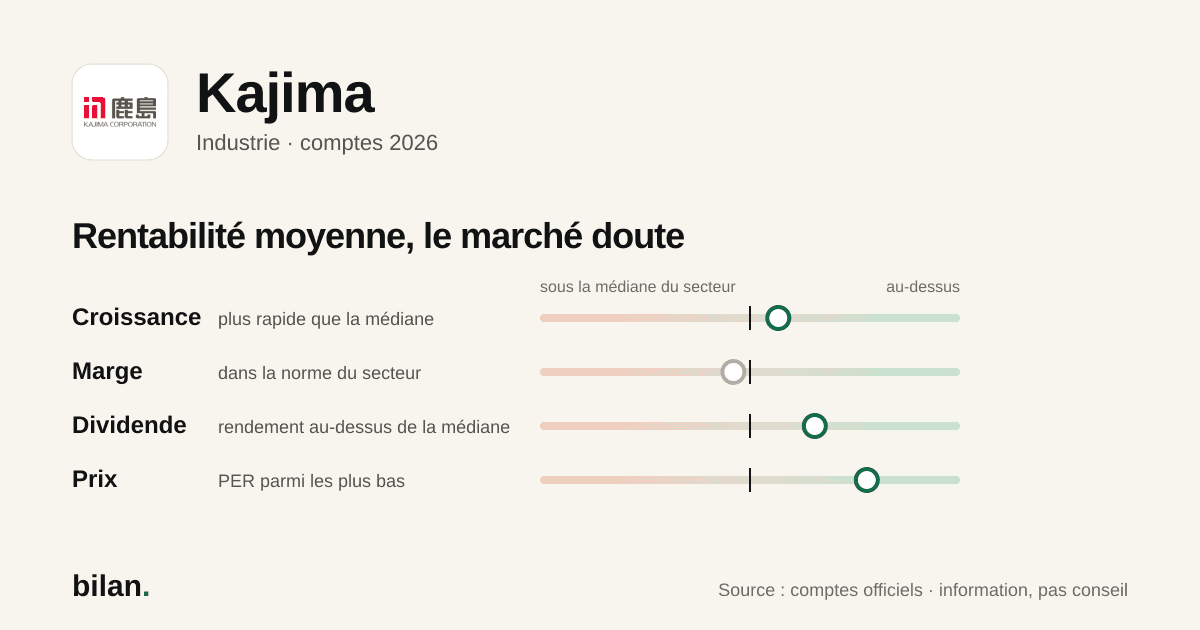 鹿島
KAJIMA CORPORATION
Kajima
Industrie · comptes 2026
Rentabilité moyenne, le marché doute
sous la médiane du secteur au-dessus
Croissance plus rapide que la médiane
Marge dans la norme du secteur
Dividende rendement au-dessus de la médiane
Prix PER parmi les plus bas
bilan.
Source : comptes officiels · information, pas conseil